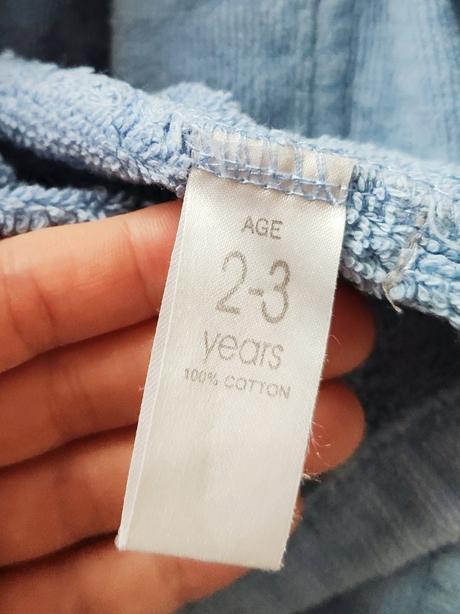 AGE
2-3
years
100% COTTON